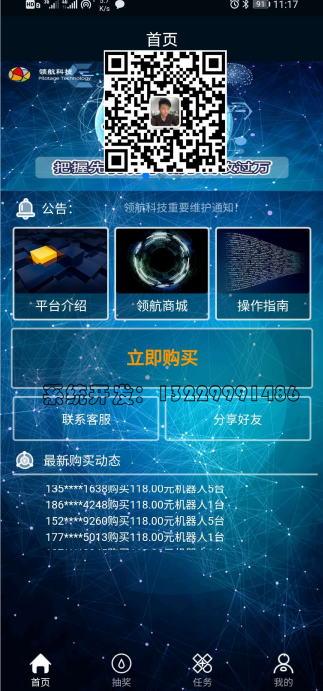 11:17
91
首页
领航科技
Pilotage Technology
把握先
过万
公告：
领航科技重要维护通知！
平台介绍 领航商城 操作指南
立即购买
系统开发：13229991486
联系客服 分享好友
最新购买动态
135****1638购买118.00元机器人5台
186****4248购买118.00元机器人1台
152****9260购买118.00元机器人5台
177****5013购买118.00元机器人1台
首页 抽奖 任务 我的